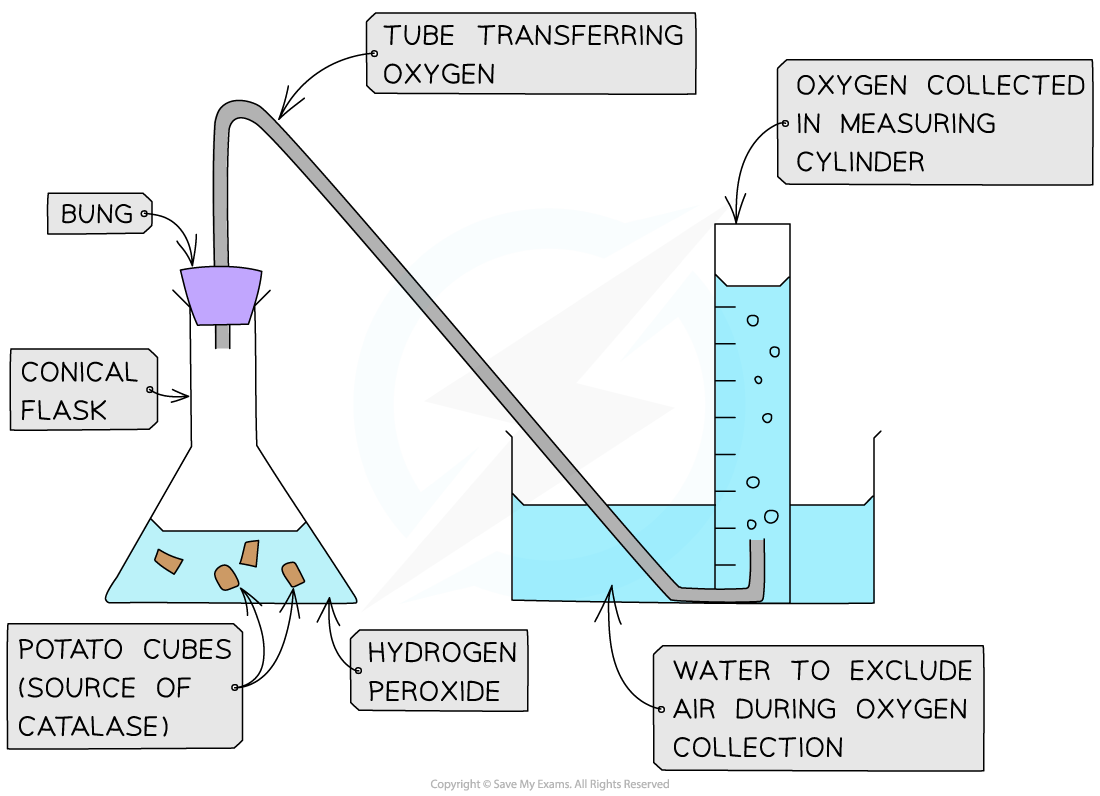 TUBE TRANSFERRING
OXYGEN
OXYGEN COLLECTED
IN MEASURING
CYLINDER
BUNG
CONICAL
FLASK
POTATO CUBES
(SOURCE OF
CATALASE)
HYDROGEN
PEROXIDE
WATER TO EXCLUDE
AIR DURING OXYGEN
COLLECTION
Copyright © Save My Exams. All Rights Reserved